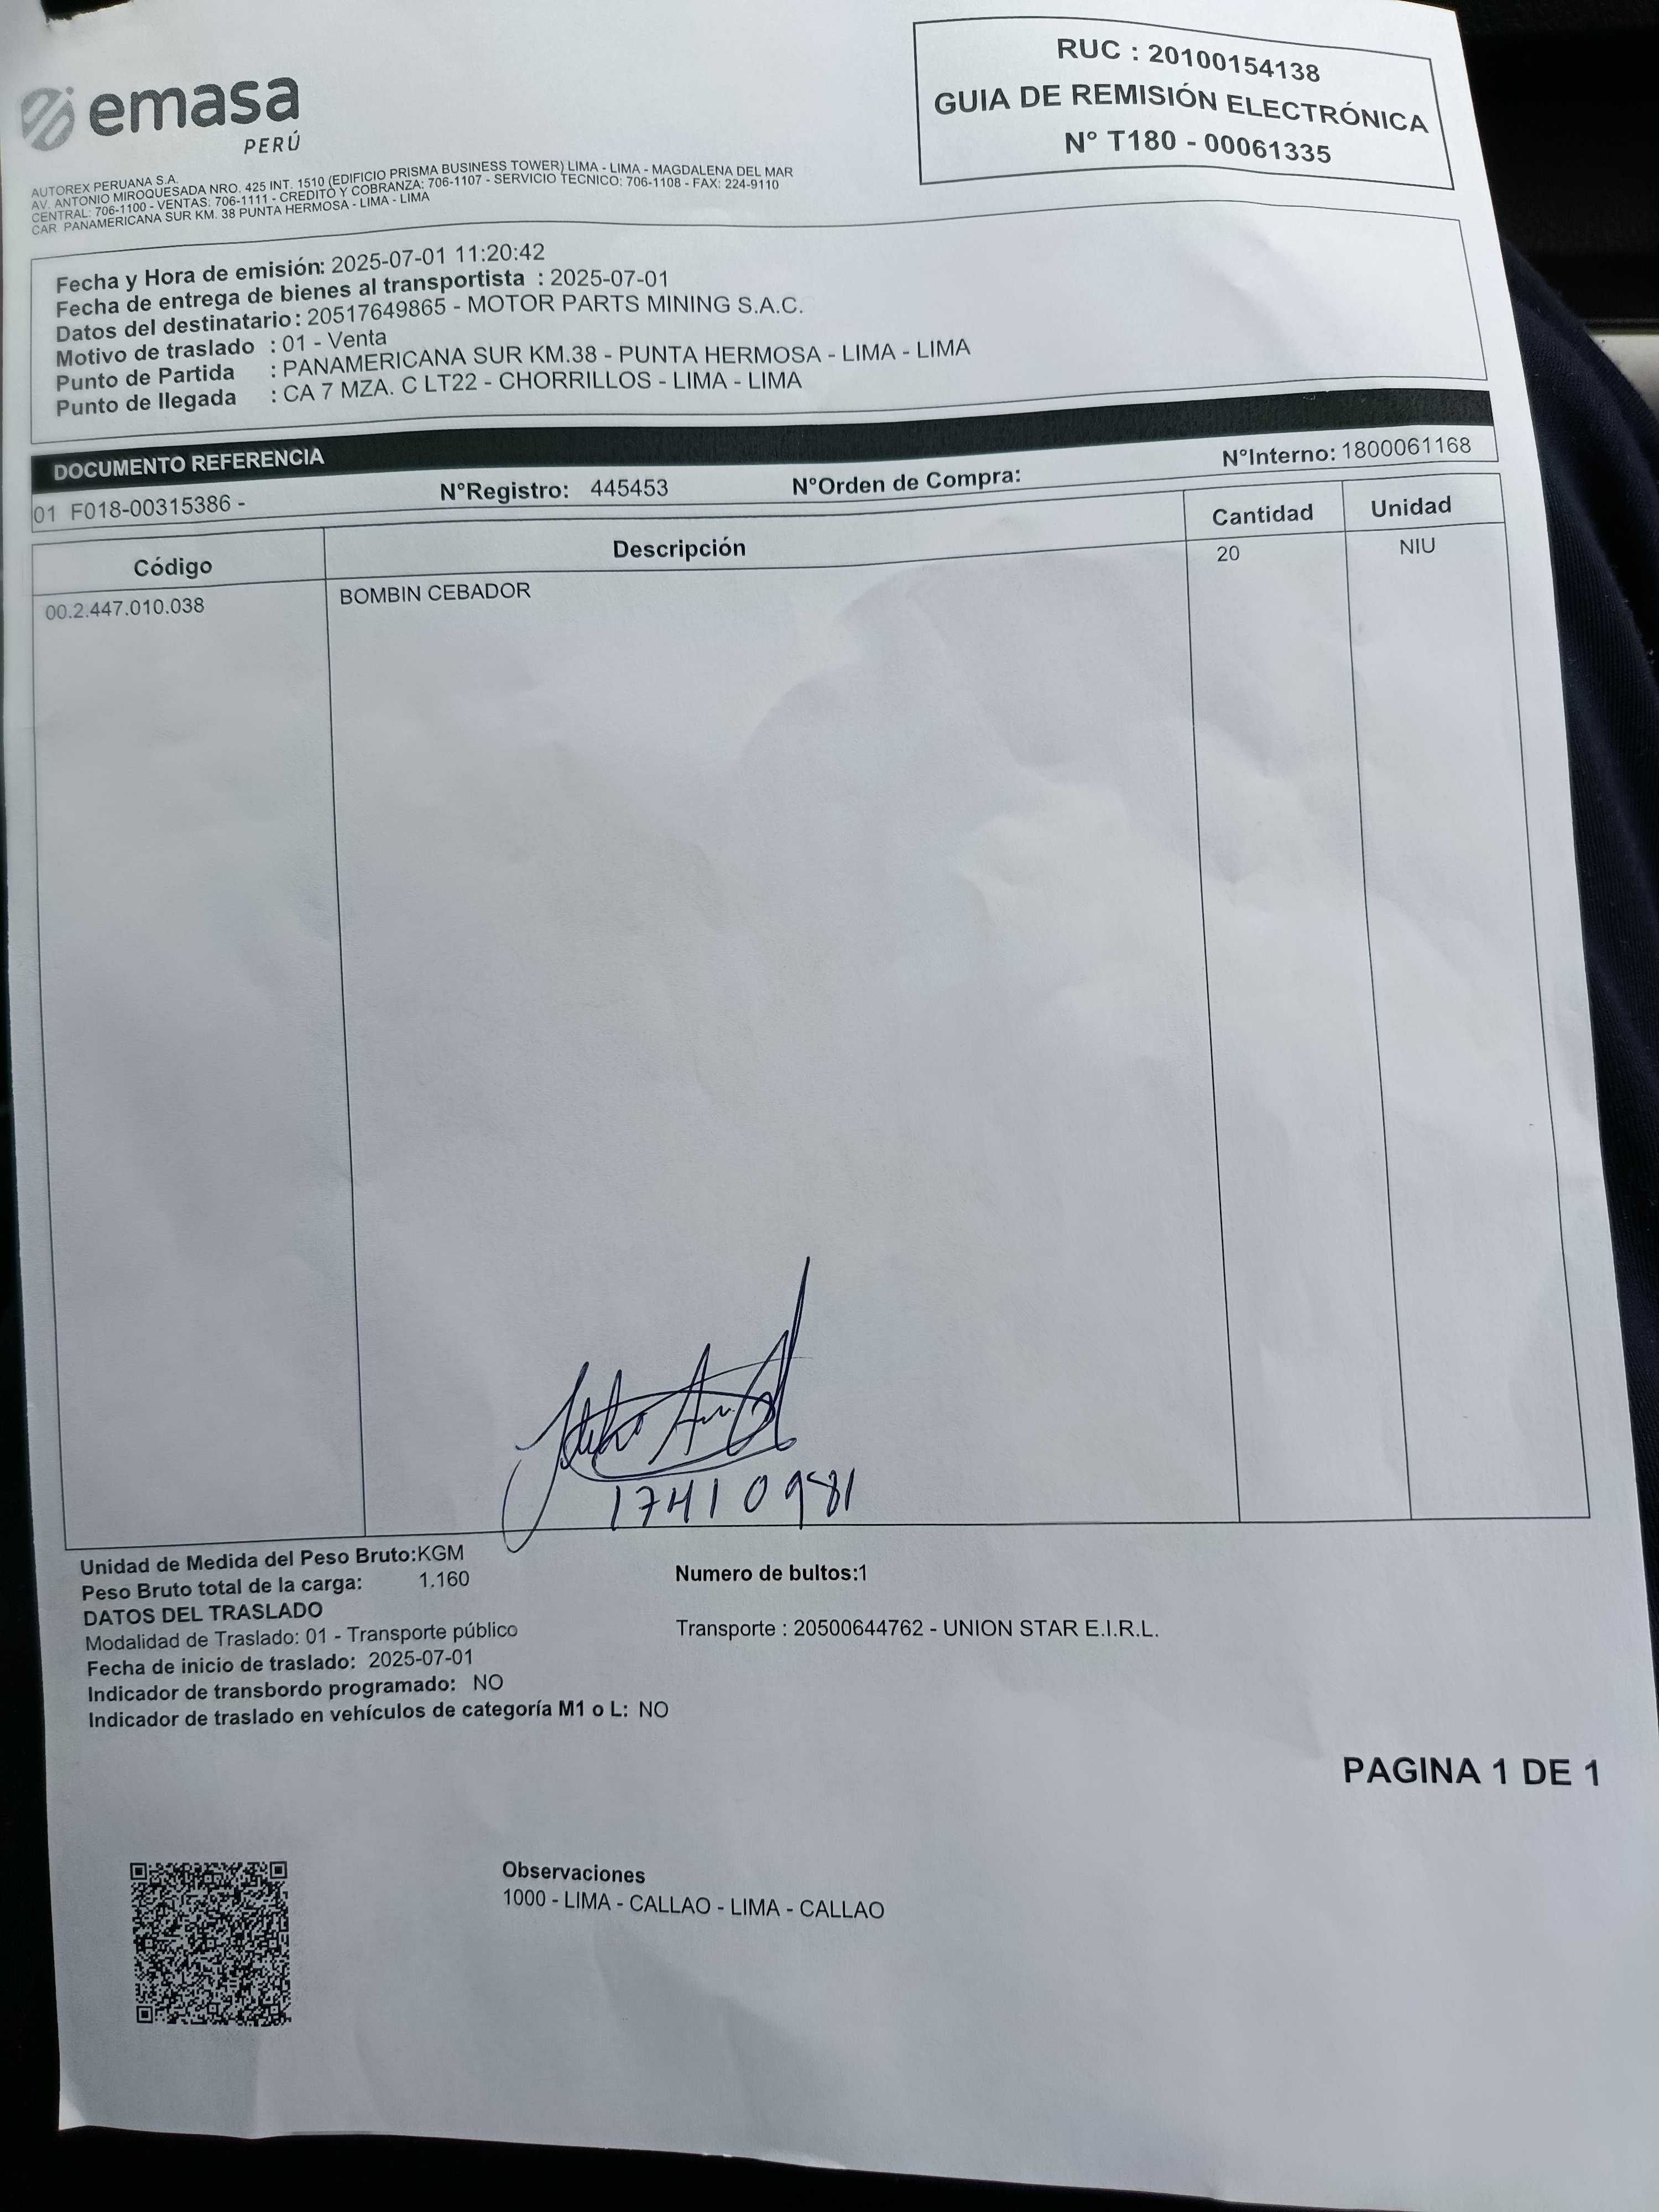 emasa
PERÚ
RUC : 20100154138
GUIA DE REMISIÓN ELECTRÓNICA
N° T180 - 00061335
AUTOREX PERUANA S.A.
AV. ANTONIO MIROQUESADA NRO. 425 INT. 1510 (EDIFICIO PRISMA BUSINESS TOWER) LIMA - LIMA - MAGDALENA DEL MAR
CENTRAL: 706-1100 - VENTAS: 706-1111 - CREDITO Y COBRANZA: 706-1107 - SERVICIO TECNICO: 706-1108 - FAX: 224-9110
CAR. PANAMERICANA SUR KM. 38 PUNTA HERMOSA - LIMA - LIMA
Fecha y Hora de emisión: 2025-07-01 11:20:42
Fecha de entrega de bienes al transportista : 2025-07-01
Datos del destinatario : 20517649865 - MOTOR PARTS MINING S.A.C.
Motivo de traslado : 01 - Venta
Punto de Partida : PANAMERICANA SUR KM.38 - PUNTA HERMOSA - LIMA - LIMA
Punto de llegada : CA 7 MZA. C LT22 - CHORRILLOS - LIMA - LIMA
DOCUMENTO REFERENCIA
01 F018-00315386 - N°Registro: 445453 N°Orden de Compra: N°Interno: 1800061168
Código Descripción Cantidad Unidad
00.2.447.010.038 BOMBIN CEBADOR 20 NIU
17410981
Unidad de Medida del Peso Bruto:KGM
Peso Bruto total de la carga: 1.160 Numero de bultos:1
DATOS DEL TRASLADO
Modalidad de Traslado: 01 - Transporte público Transporte : 20500644762 - UNION STAR E.I.R.L.
Fecha de inicio de traslado: 2025-07-01
Indicador de transbordo programado: NO
Indicador de traslado en vehículos de categoría M1 o L: NO
PAGINA 1 DE 1
Observaciones
1000 - LIMA - CALLAO - LIMA - CALLAO